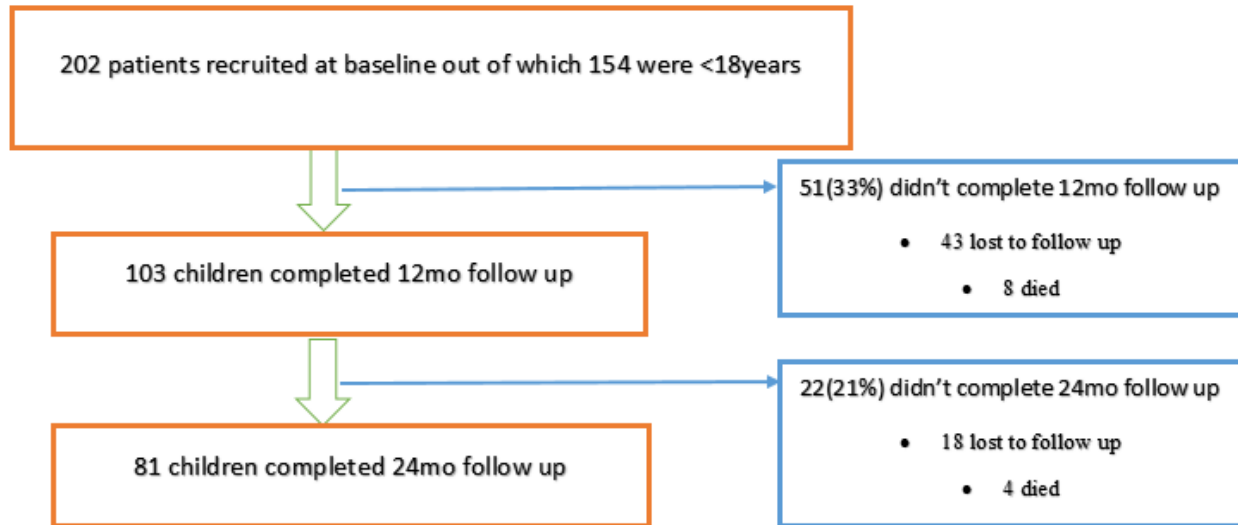 202 patients recruited at baseline out of which 154 were <18years
51(33%) didn’t complete 12mo follow up
• 43 lost to follow up
• 8 died
103 children completed 12mo follow up
22(21%) didn’t complete 24mo follow up
• 18 lost to follow up
• 4 died
81 children completed 24mo follow up